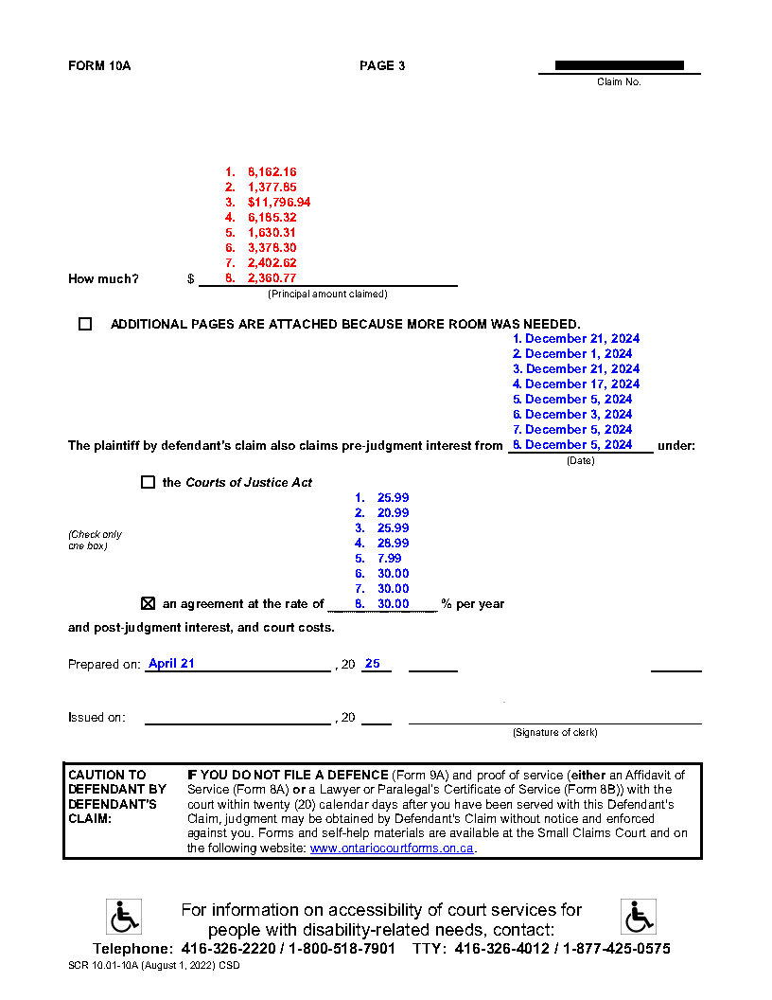 FORM 10A PAGE 3
Claim No.
1. 8,162.16
2. 1,377.85
3. $11,796.94
4. 6,185.32
5. 1,630.31
6. 3,378.30
7. 2,402.62
How much? $ 8. 2,360.77
(Principal amount claimed)
ADDITIONAL PAGES ARE ATTACHED BECAUSE MORE ROOM WAS NEEDED.
1. December 21, 2024
2. December 1, 2024
3. December 21, 2024
4. December 17, 2024
5. December 5, 2024
6. December 3, 2024
7. December 5, 2024
The plaintiff by defendant's claim also claims pre-judgment interest from 8. December 5, 2024 under:
(Date)
the Courts of Justice Act
1. 25.99
2. 20.99
3. 25.99
(Check only
one box)
4. 28.99
5. 7.99
6. 30.00
7. 30.00
an agreement at the rate of 8. 30.00 % per year
and post-judgment interest, and court costs.
Prepared on: April 21 , 20 25
Issued on: , 20
(Signature of clerk)
CAUTION TO
DEFENDANT BY
DEFENDANT'S
CLAIM:
IF YOU DO NOT FILE A DEFENCE (Form 9A) and proof of service (either an Affidavit of
Service (Form 8A) or a Lawyer or Paralegal's Certificate of Service (Form 8B)) with the
court within twenty (20) calendar days after you have been served with this Defendant's
Claim, judgment may be obtained by Defendant's Claim without notice and enforced
against you. Forms and self-help materials are available at the Small Claims Court and on
the following website: www.ontariocourtforms.on.ca.
For information on accessibility of court services for
people with disability-related needs, contact:
Telephone: 416-326-2220 / 1-800-518-7901 TTY: 416-326-4012 / 1-877-425-0575
SCR 10.01-10A (August 1, 2022) CSD